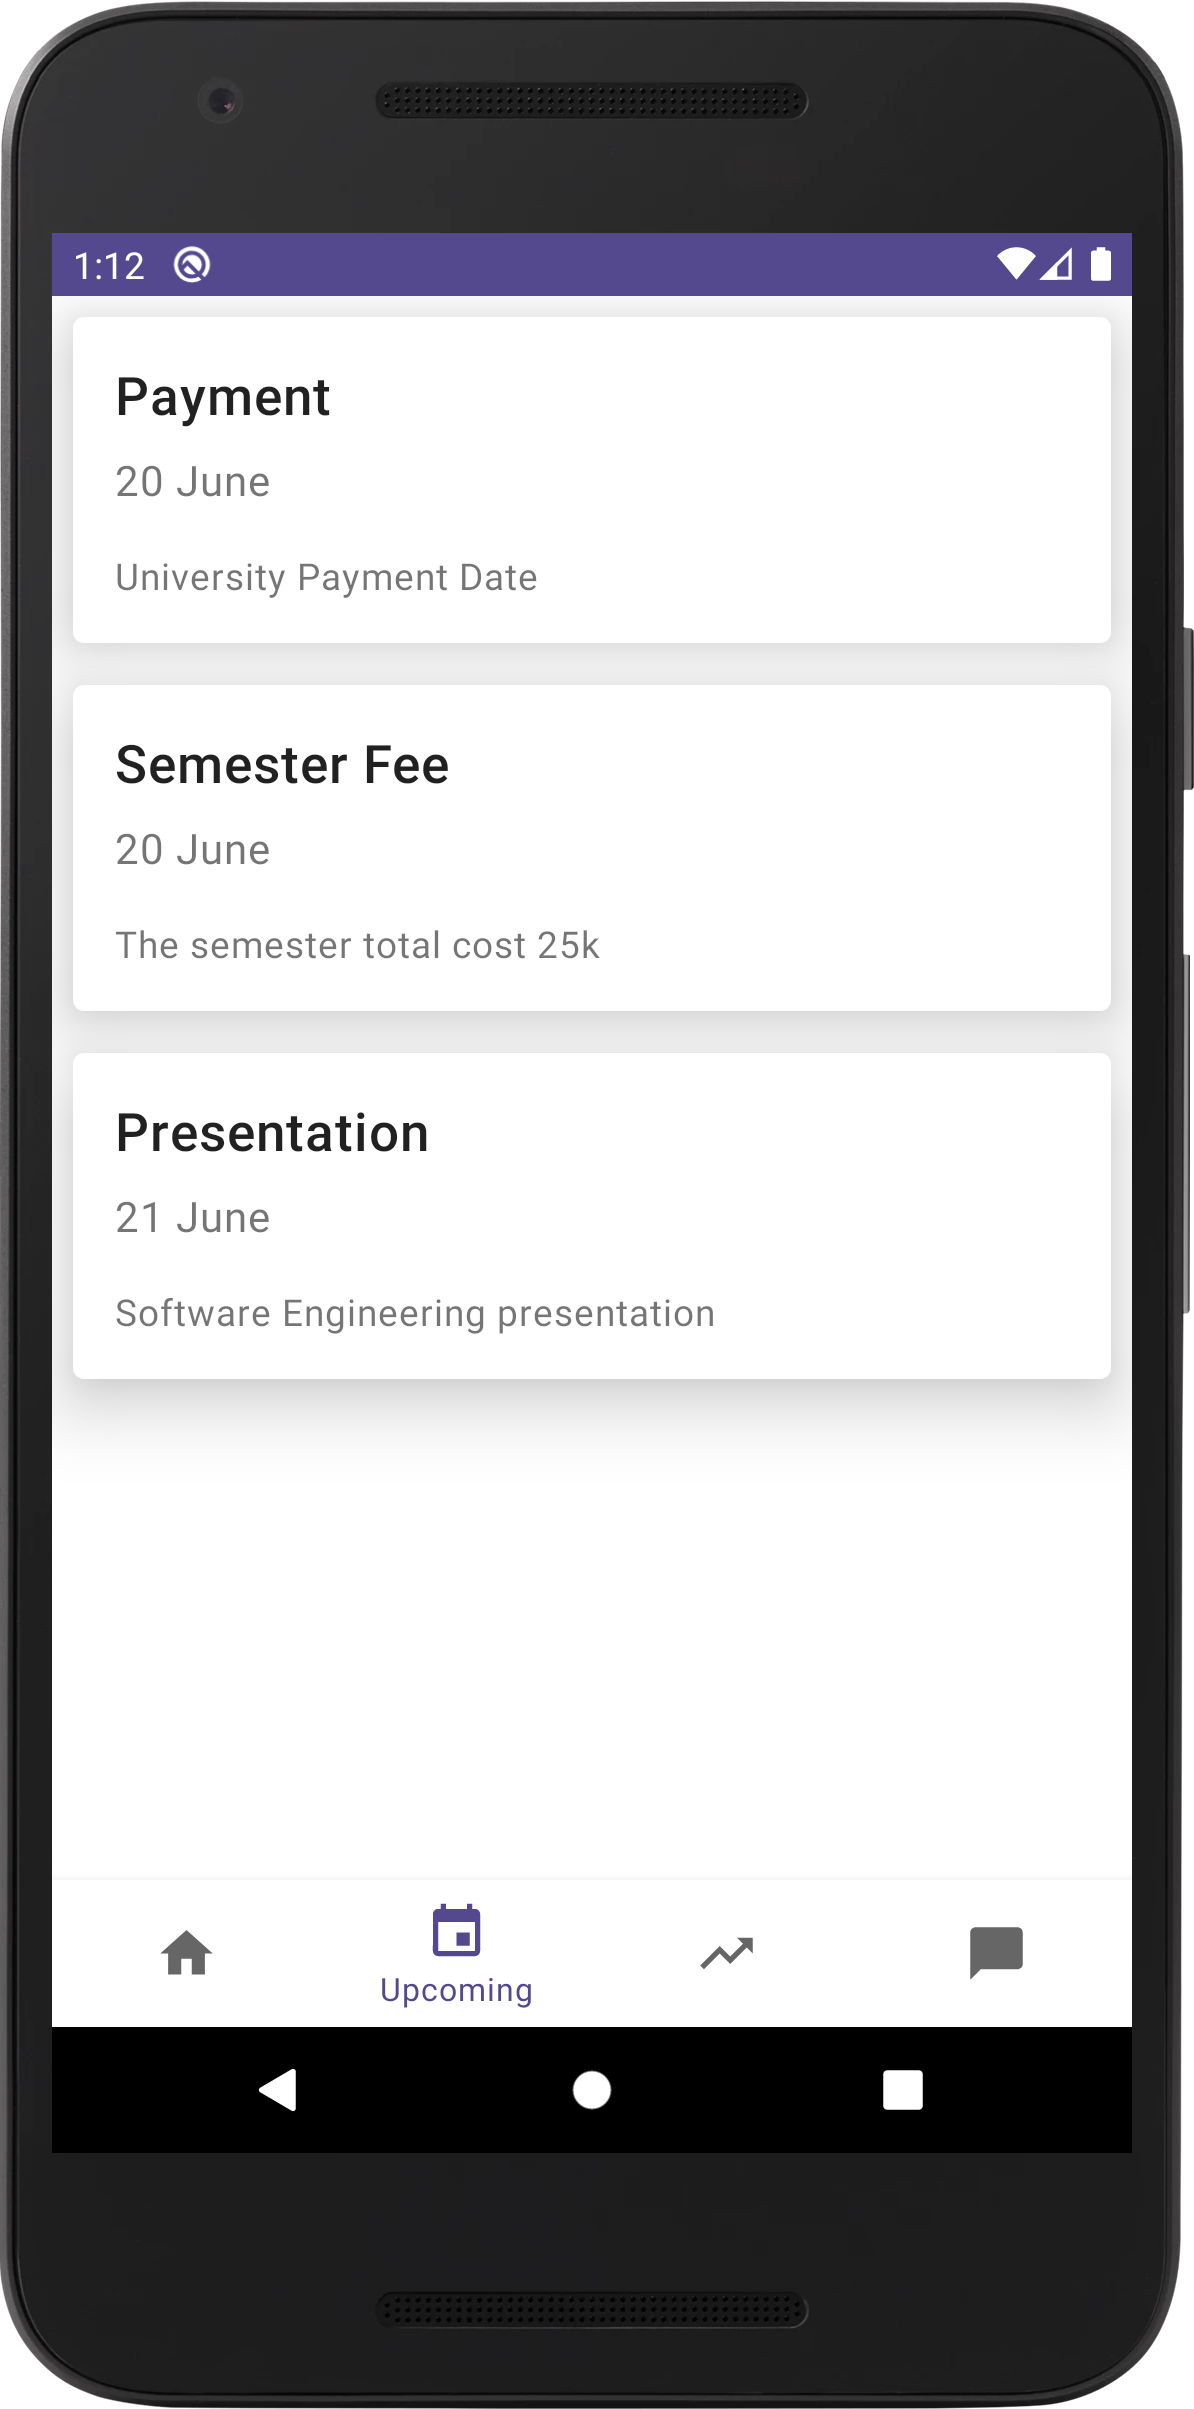 1:12
Payment
20 June
University Payment Date
Semester Fee
20 June
The semester total cost 25k
Presentation
21 June
Software Engineering presentation
Upcoming